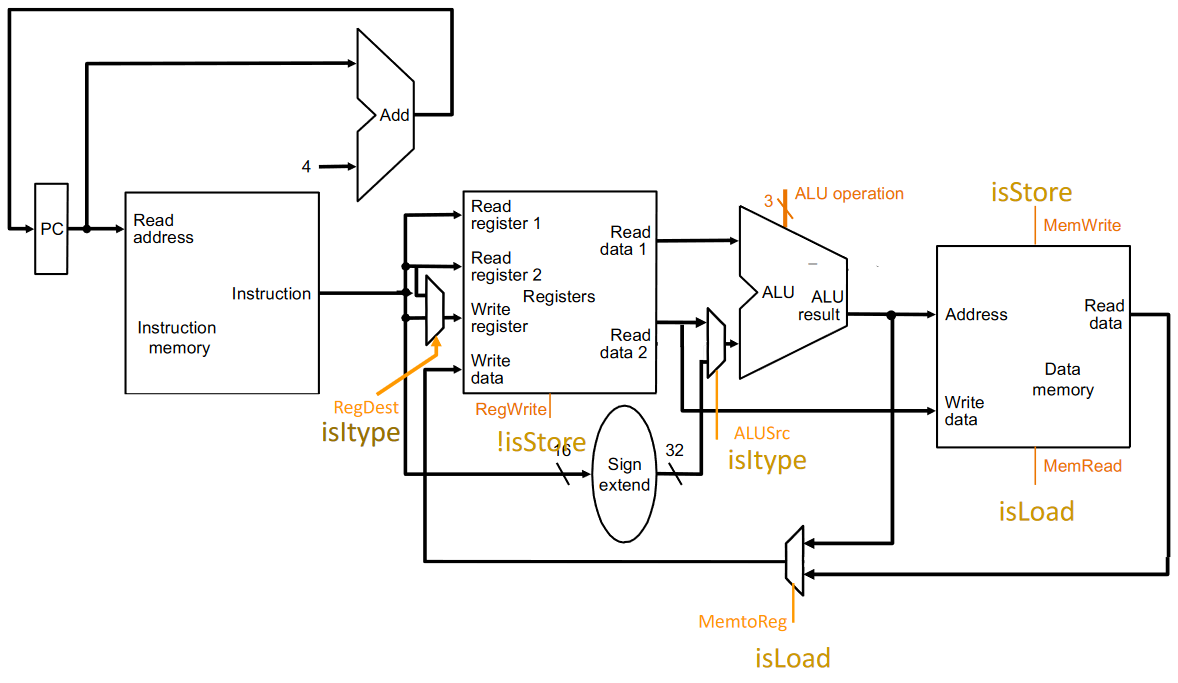 Add
4
PC
Read
address
Instruction
Instruction
memory
Read
register 1
Read
register 2
Registers
Write
register
Write
data
Read
data 1
Read
data 2
RegDest
isItype
RegWrite
!isStore
16
Sign
extend
32
3
ALU operation
ALU
ALU
result
ALUSrc
isItype
isStore
MemWrite
Address
Read
data
Data
memory
Write
data
MemRead
isLoad
MemtoReg
isLoad